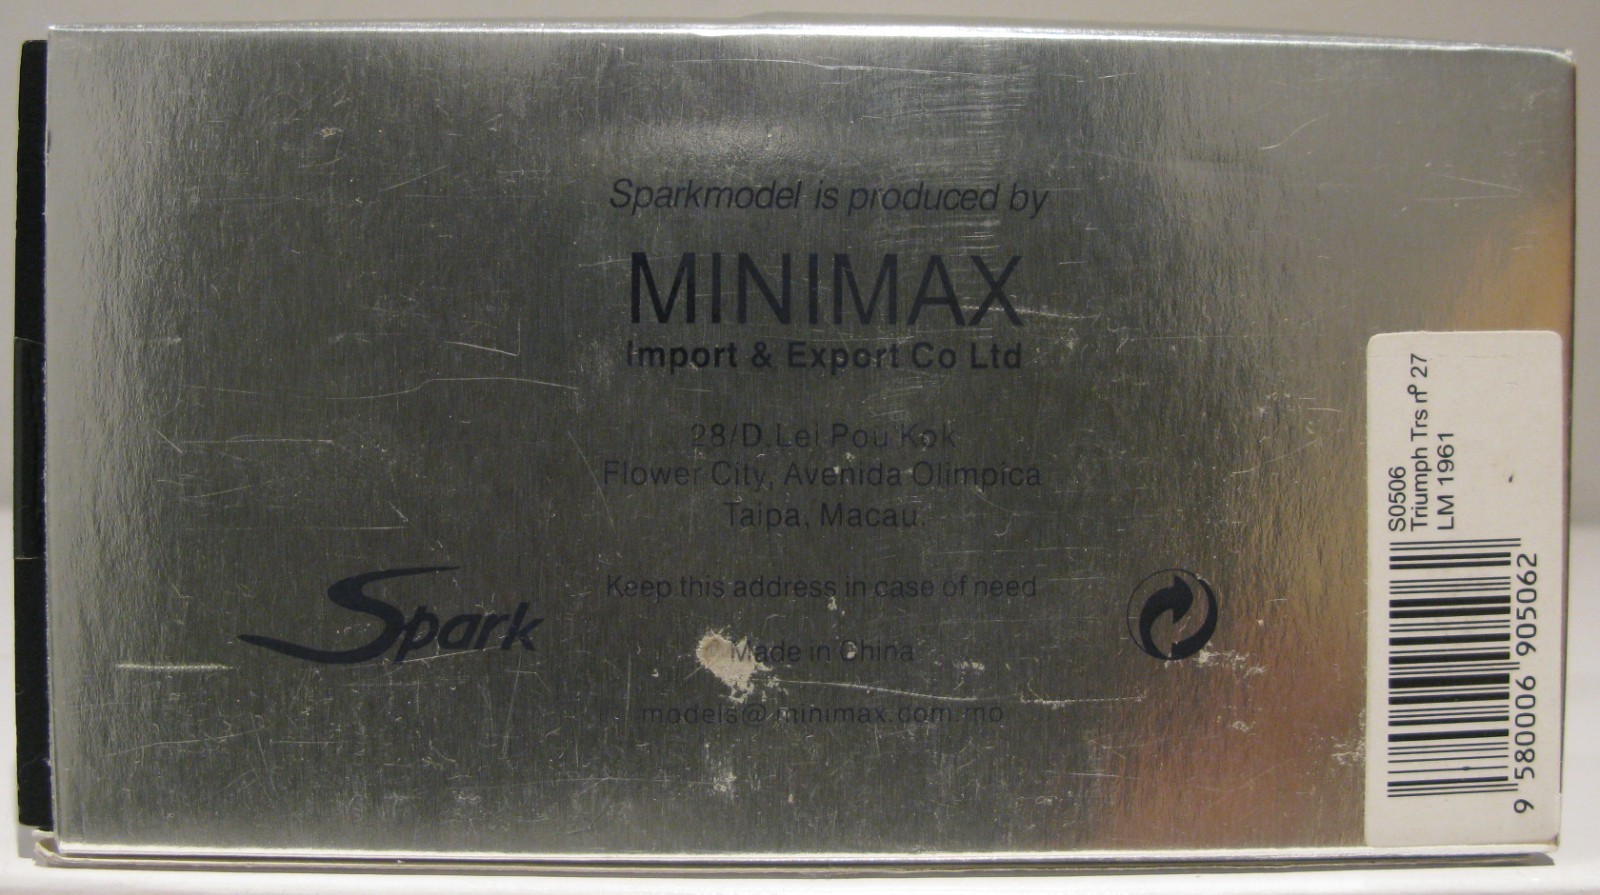 Sparkmodel is produced by
MINIMAX
Import & Export Co Ltd
28/D.Lei Pou Kok
Flower City, Avenida Olimpica
Taipa, Macau.
Keep this address in case of need
Spark
Made in China
models@minimax.com.mo
S0506
Triumph Trs nº 27
LM 1961
9 580006 905062